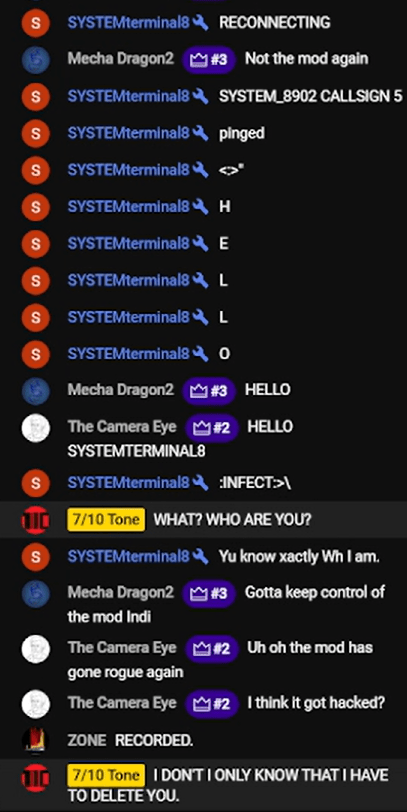 S SYSTEMterminal8 RECONNECTING
Mecha Dragon2 #3 Not the mod again
S SYSTEMterminal8 SYSTEM_8902 CALLSIGN 5
S SYSTEMterminal8 pinged
S SYSTEMterminal8 <:>"
S SYSTEMterminal8 H
S SYSTEMterminal8 E
S SYSTEMterminal8 L
S SYSTEMterminal8 L
S SYSTEMterminal8 O
Mecha Dragon2 #3 HELLO
The Camera Eye #2 HELLO
SYSTEMTERMINAL8
S SYSTEMterminal8 :INFECT:>\
7/10 Tone WHAT? WHO ARE YOU?
S SYSTEMterminal8 Yu know xactly Wh I am.
Mecha Dragon2 #3 Gotta keep control of
the mod Indi
The Camera Eye #2 Uh oh the mod has
gone rogue again
The Camera Eye #2 I think it got hacked?
ZONE RECORDED.
7/10 Tone I DON'T I ONLY KNOW THAT I HAVE
TO DELETE YOU.